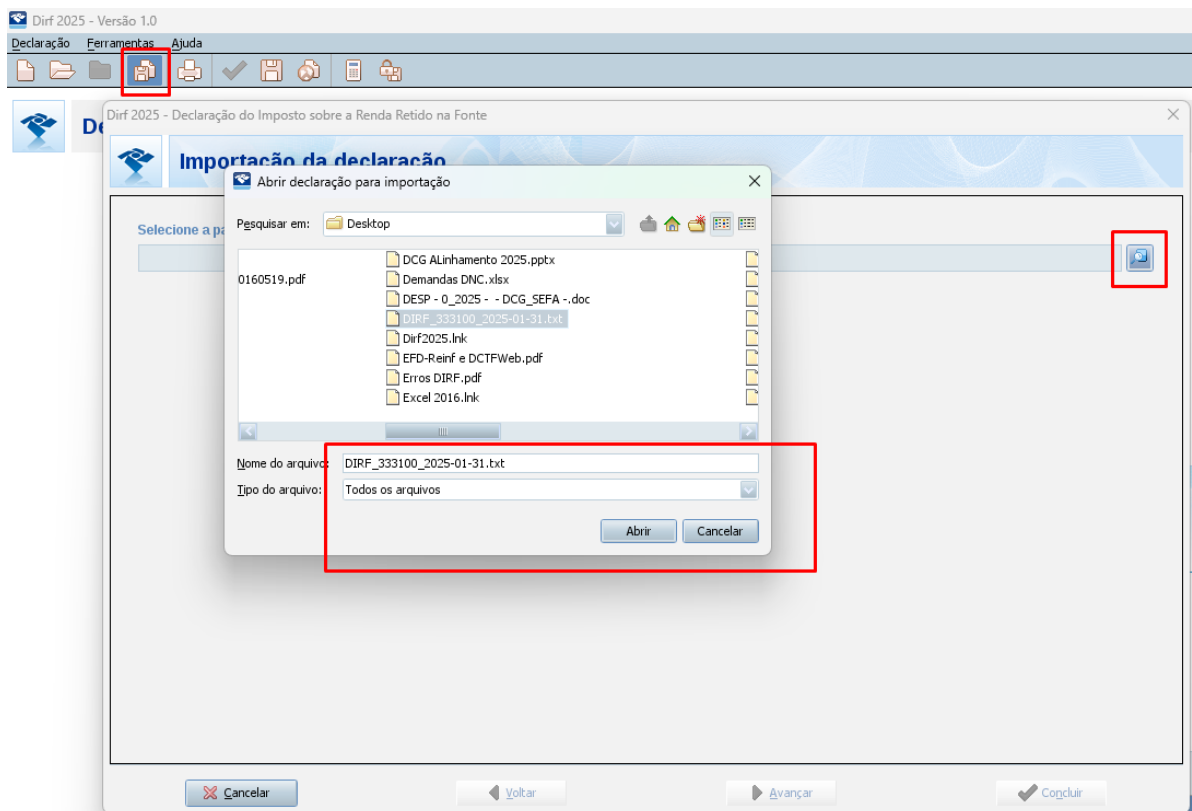 Dirf 2025 - Versão 1.0
Declaração Ferramentas Ajuda
Dirf 2025 - Declaração do Imposto sobre a Renda Retido na Fonte
Importação da declaração
Abrir declaração para importação
Selecione a pa
Pesquisar em: Desktop
0160519.pdf
DCG ALinhamento 2025.pptx
Demandas DNC.xlsx
DESP - 0_2025 - - DCG_SEFA -.doc
DIRF_333100_2025-01-31.txt
Dirf2025.lnk
EFD-Reinf e DCTFWeb.pdf
Erros DIRF.pdf
Excel 2016.lnk
Nome do arquivo: DIRF_333100_2025-01-31.txt
Tipo do arquivo: Todos os arquivos
Abrir Cancelar
Cancelar Voltar Avançar Concluir